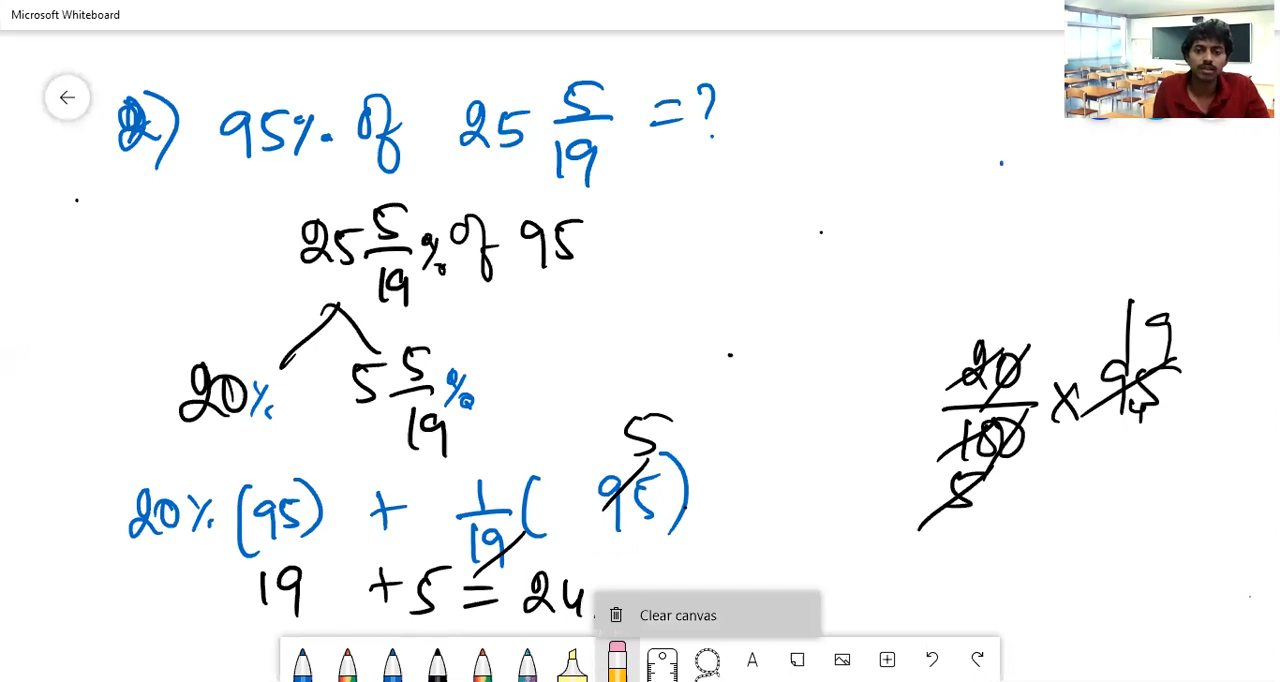 Microsoft Whiteboard
2) 95% of 25 5/19 = ?
25 5/19 % of 95
20% 5 5/19 %
20/100 × 95
19
5
20% (95) + 1/19 (95)
5
19 + 5 = 24
Clear canvas
A